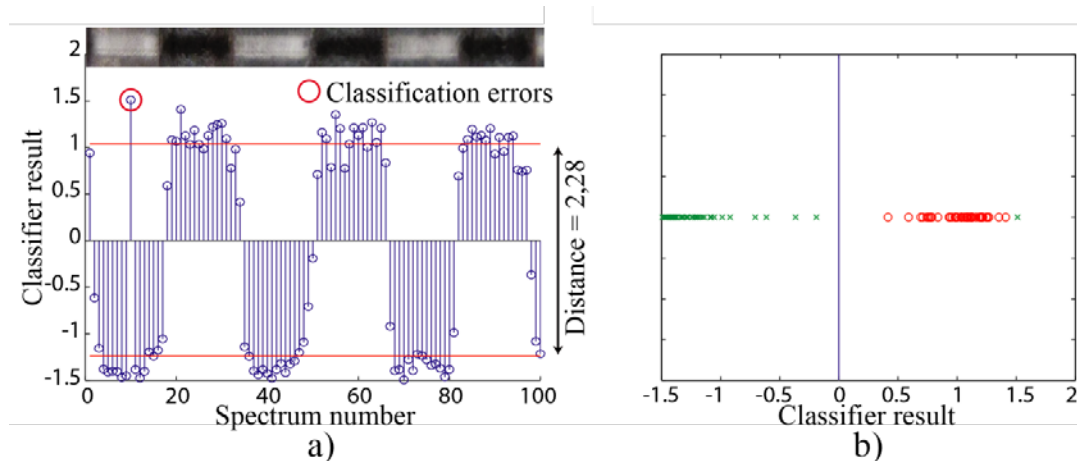 2
1.5
1
0.5
0
-0.5
-1
-1.5
Classifier result
Classification errors
Distance = 2,28
0 20 40 60 80 100
Spectrum number
a)
-1.5 -1 -0.5 0 0.5 1 1.5 2
Classifier result
b)